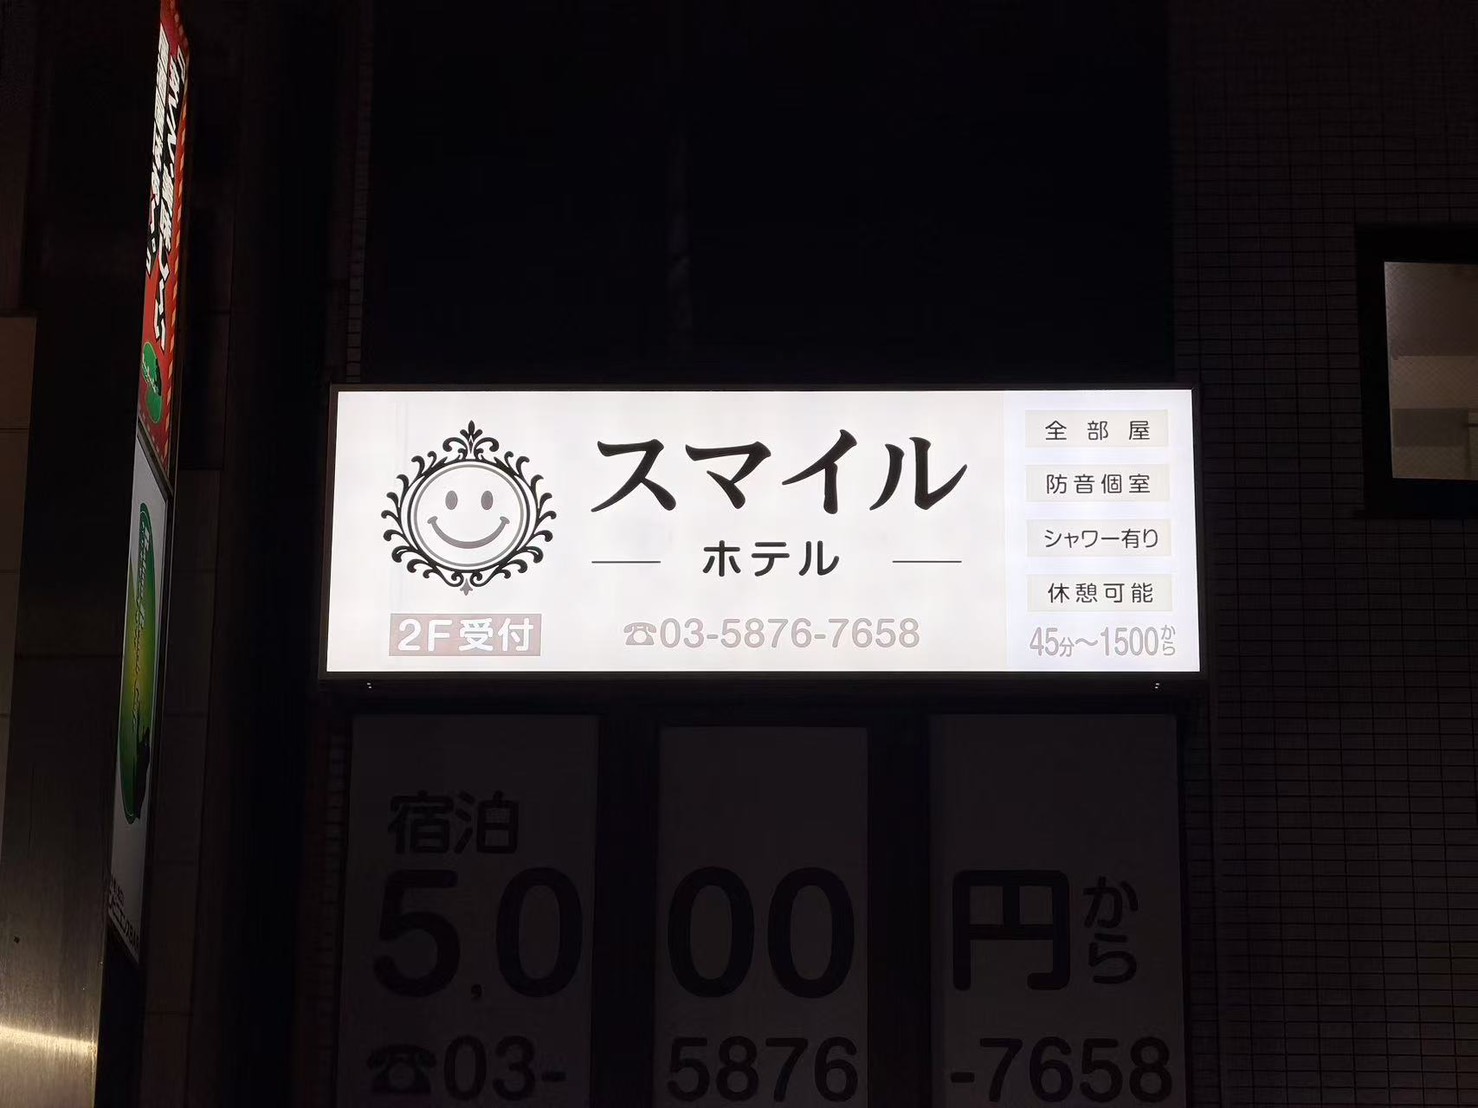 スマイル
ホテル
2F受付
☎03-5876-7658
全部屋
防音個室
シャワー有り
休憩可能
45分～1500から
宿泊
5,000円から
☎03-5876-7658